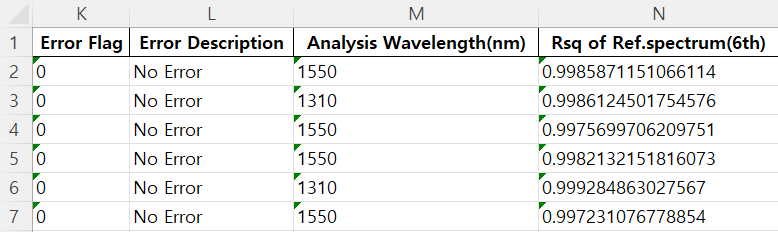 K L M N
1 Error Flag Error Description Analysis Wavelength(nm) Rsq of Ref.spectrum(6th)
2 0 No Error 1550 0.9985871151066114
3 0 No Error 1310 0.9986124501754576
4 0 No Error 1550 0.9975699706209751
5 0 No Error 1550 0.9982132151816073
6 0 No Error 1310 0.999284863027567
7 0 No Error 1550 0.997231076778854